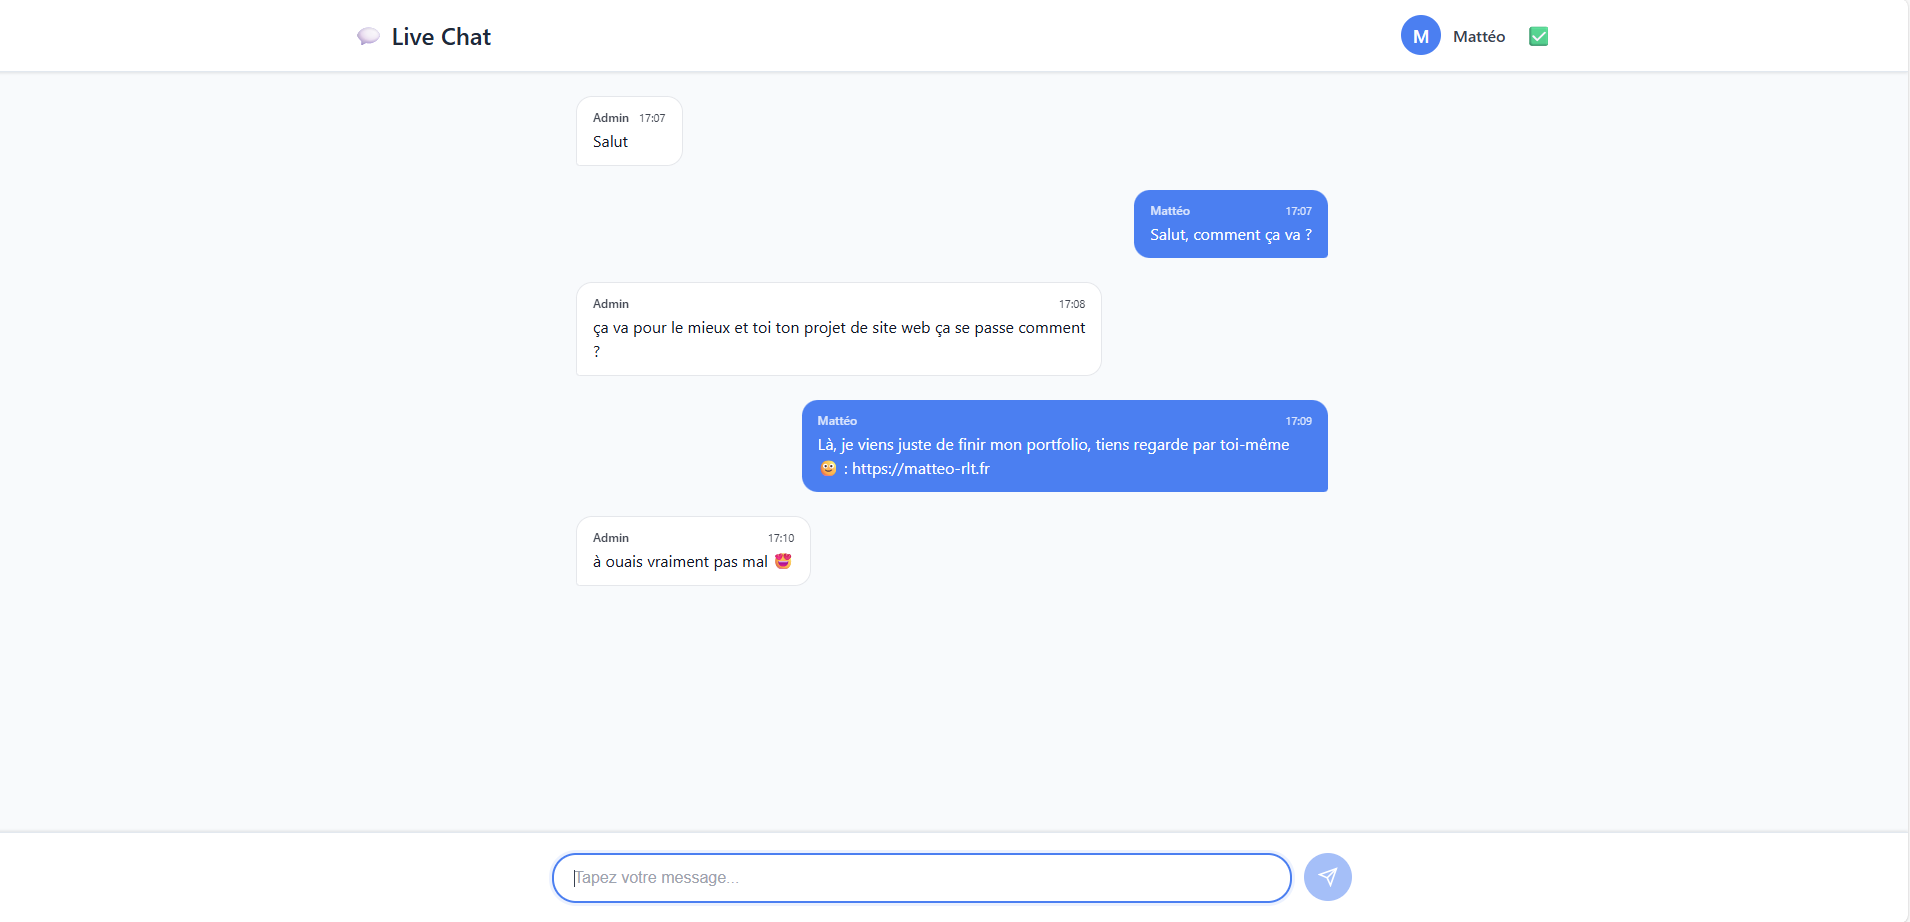 💬 Live Chat
M Mattéo ✅
Admin 17:07
Salut
Mattéo 17:07
Salut, comment ça va ?
Admin 17:08
ça va pour le mieux et toi ton projet de site web ça se passe comment
?
Mattéo 17:09
Là, je viens juste de finir mon portfolio, tiens regarde par toi-même
🙂 : https://matteo-rlt.fr
Admin 17:10
à ouais vraiment pas mal 😍
Tapez votre message...